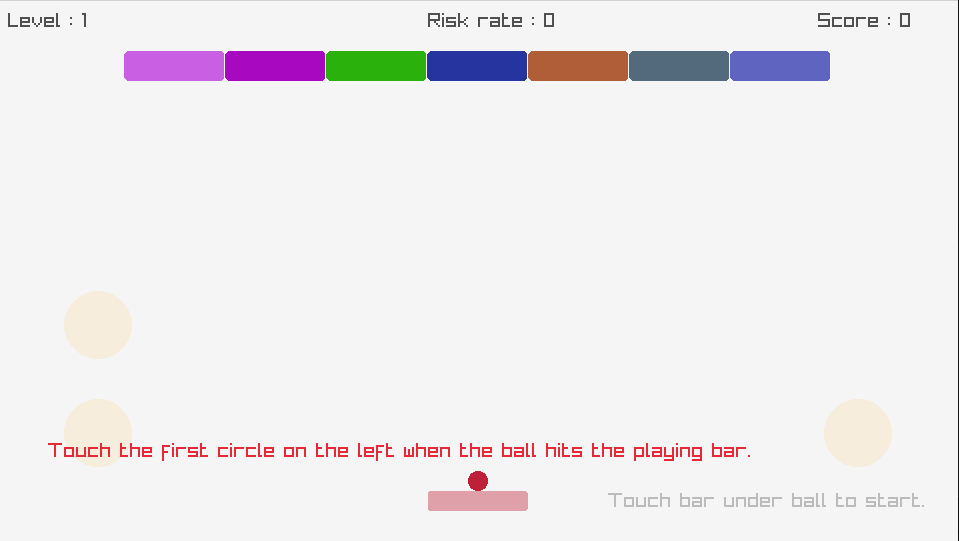 Level : 1
Risk rate : 0
Score : 0
Touch the first circle on the left when the ball hits the playing bar.
Touch bar under ball to start.